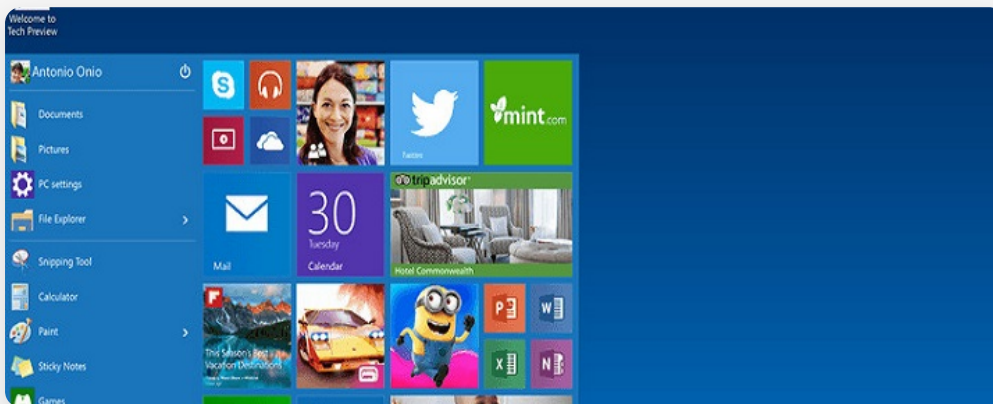 Welcome to
Tech Preview
Antonio Onio
Documents
Pictures
PC settings
File Explorer
Snipping Tool
Calculator
Paint
Sticky Notes
Games
S
mint.com
tripadvisor
Mail
30
Tuesday
Calendar
Hotel Commonwealth
This Season's Best
Vacation Destinations
P
W
X
N